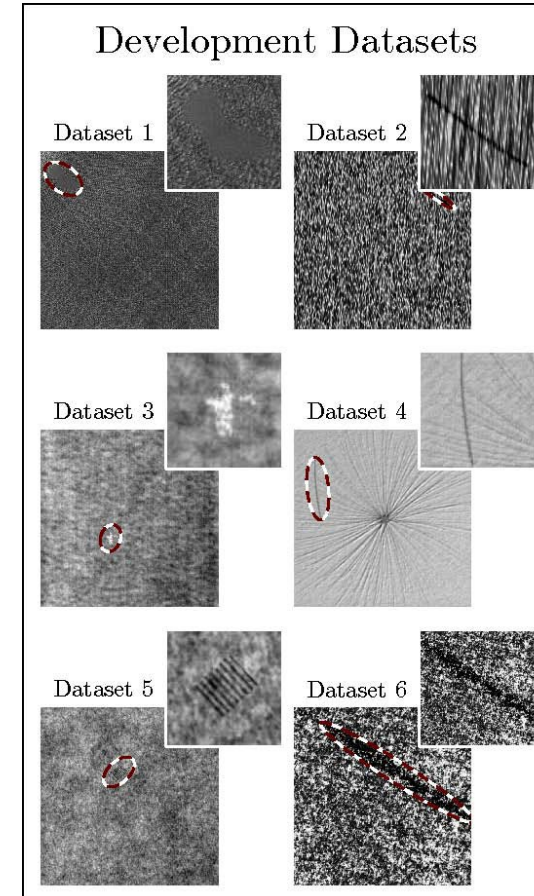 Development Datasets
Dataset 1
Dataset 2
Dataset 3
Dataset 4
Dataset 5
Dataset 6